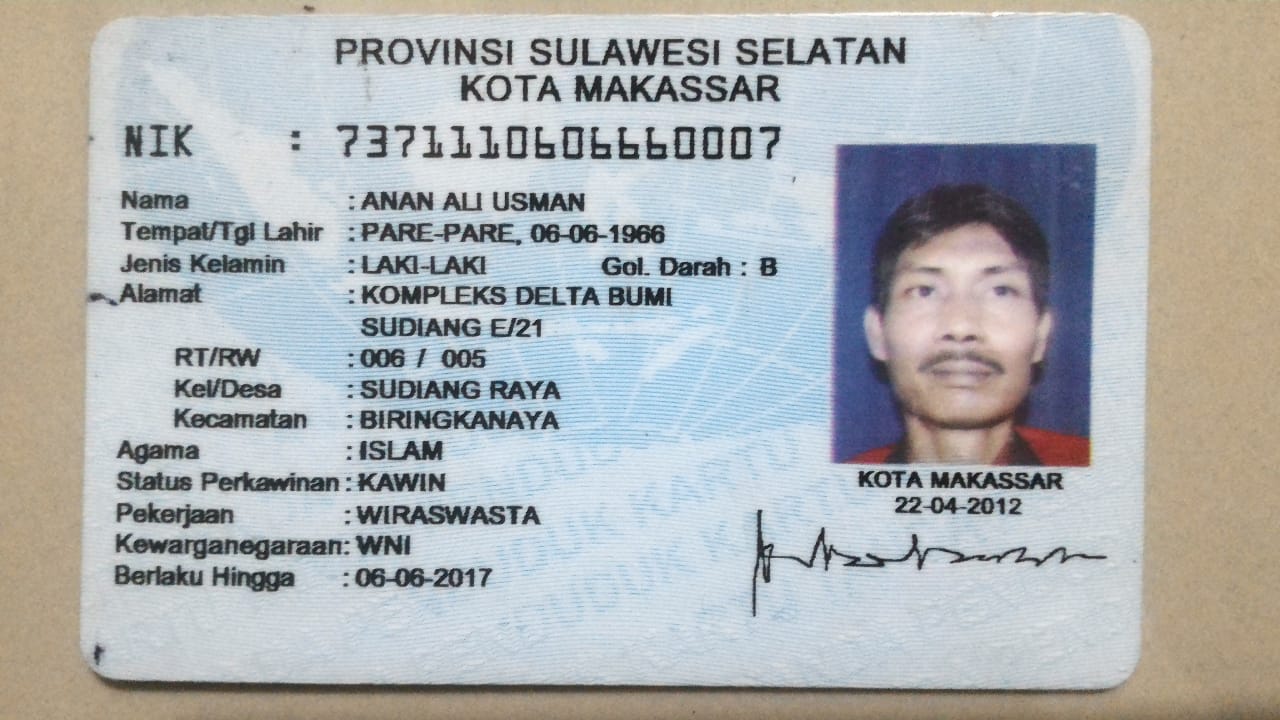 PROVINSI SULAWESI SELATAN
KOTA MAKASSAR
NIK : 7371110606660007
Nama : ANAN ALI USMAN
Tempat/Tgl Lahir : PARE-PARE, 06-06-1966
Jenis Kelamin : LAKI-LAKI Gol. Darah : B
Alamat : KOMPLEKS DELTA BUMI
SUDIANG E/21
RT/RW : 006 / 005
Kel/Desa : SUDIANG RAYA
Kecamatan : BIRINGKANAYA
Agama : ISLAM
Status Perkawinan : KAWIN
Pekerjaan : WIRASWASTA
Kewarganegaraan : WNI
Berlaku Hingga : 06-06-2017
KOTA MAKASSAR
22-04-2012